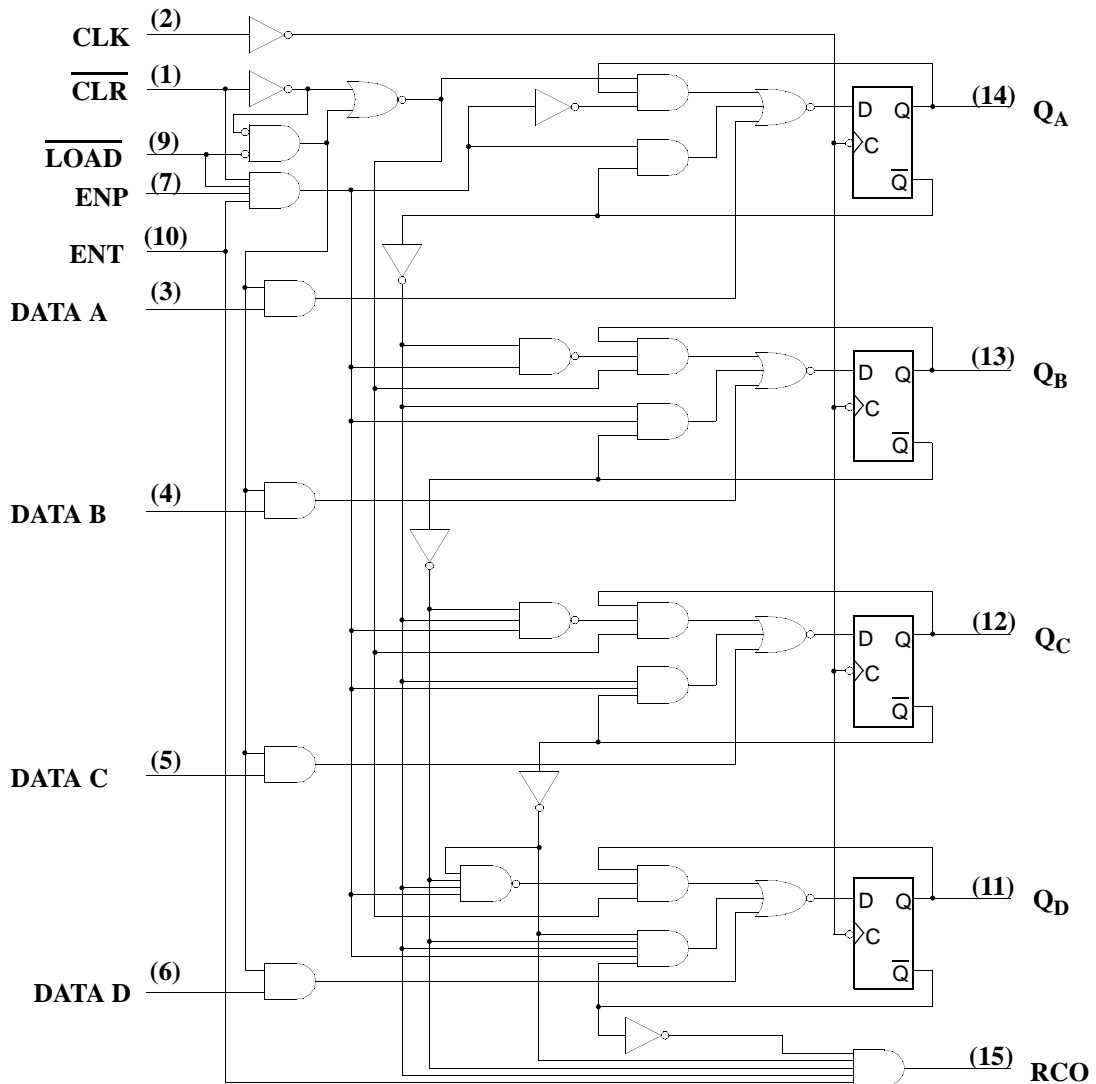 CLK (2)
CLR (1)
LOAD (9)
ENP (7)
ENT (10)
DATA A (3)
D Q (14) QA
C
Q
D Q (13) QB
C
Q
DATA B (4)
D Q (12) QC
C
Q
DATA C (5)
D Q (11) QD
C
Q
DATA D (6)
(15) RCO